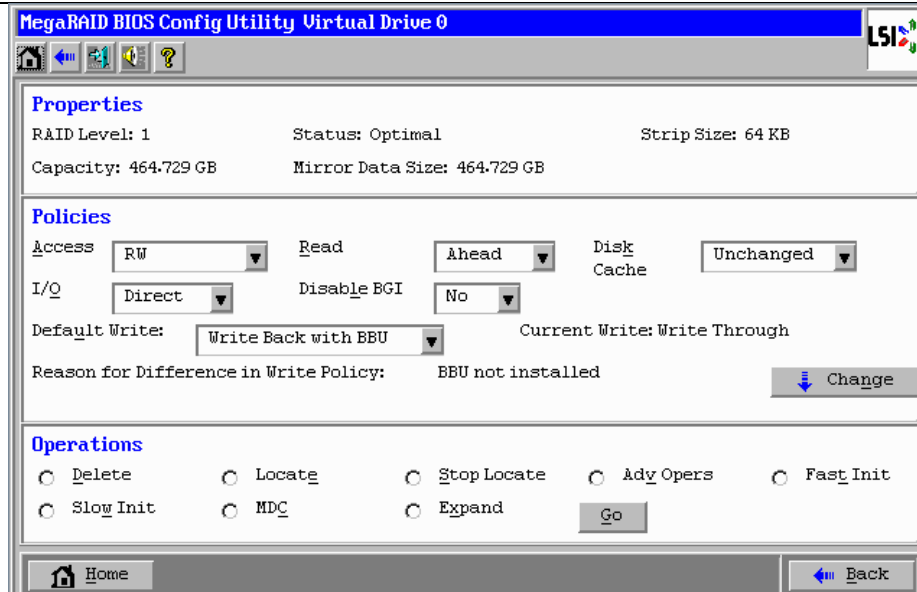 MegaRAID BIOS Config Utility Virtual Drive 0
LSI
Properties
RAID Level: 1 Status: Optimal Strip Size: 64 KB
Capacity: 464.729 GB Mirror Data Size: 464.729 GB
Policies
Access RW Read Ahead Disk Cache Unchanged
I/O Direct Disable BGI No
Default Write: Write Back with BBU Current Write: Write Through
Reason for Difference in Write Policy: BBU not installed Change
Operations
Delete Locate Stop Locate Adv Opers Fast Init
Slow Init MDC Expand Go
Home Back